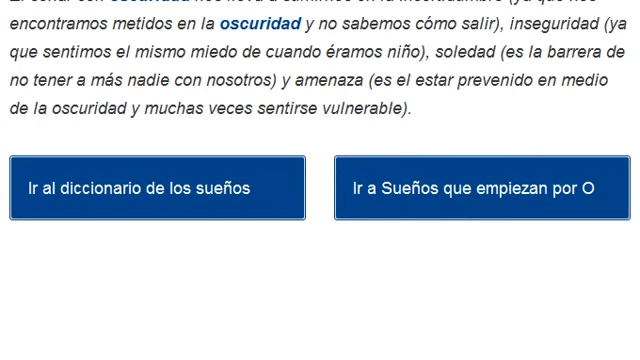 encontramos metidos en la oscuridad y no sabemos cómo salir), inseguridad (ya
que sentimos el mismo miedo de cuando éramos niño), soledad (es la barrera de
no tener a más nadie con nosotros) y amenaza (es el estar prevenido en medio
de la oscuridad y muchas veces sentirse vulnerable).
Ir al diccionario de los sueños
Ir a Sueños que empiezan por O